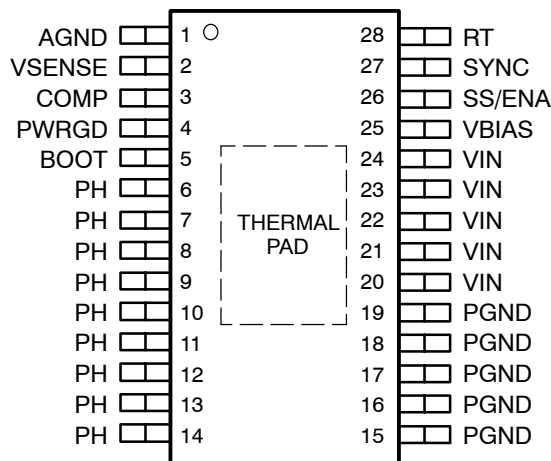 AGND 1 28 RT
VSENSE 2 27 SYNC
COMP 3 26 SS/ENA
PWRGD 4 25 VBIAS
BOOT 5 24 VIN
PH 6 23 VIN
PH 7 22 VIN
PH 8 21 VIN
PH 9 20 VIN
PH 10 19 PGND
PH 11 18 PGND
PH 12 17 PGND
PH 13 16 PGND
PH 14 15 PGND
THERMAL
PAD